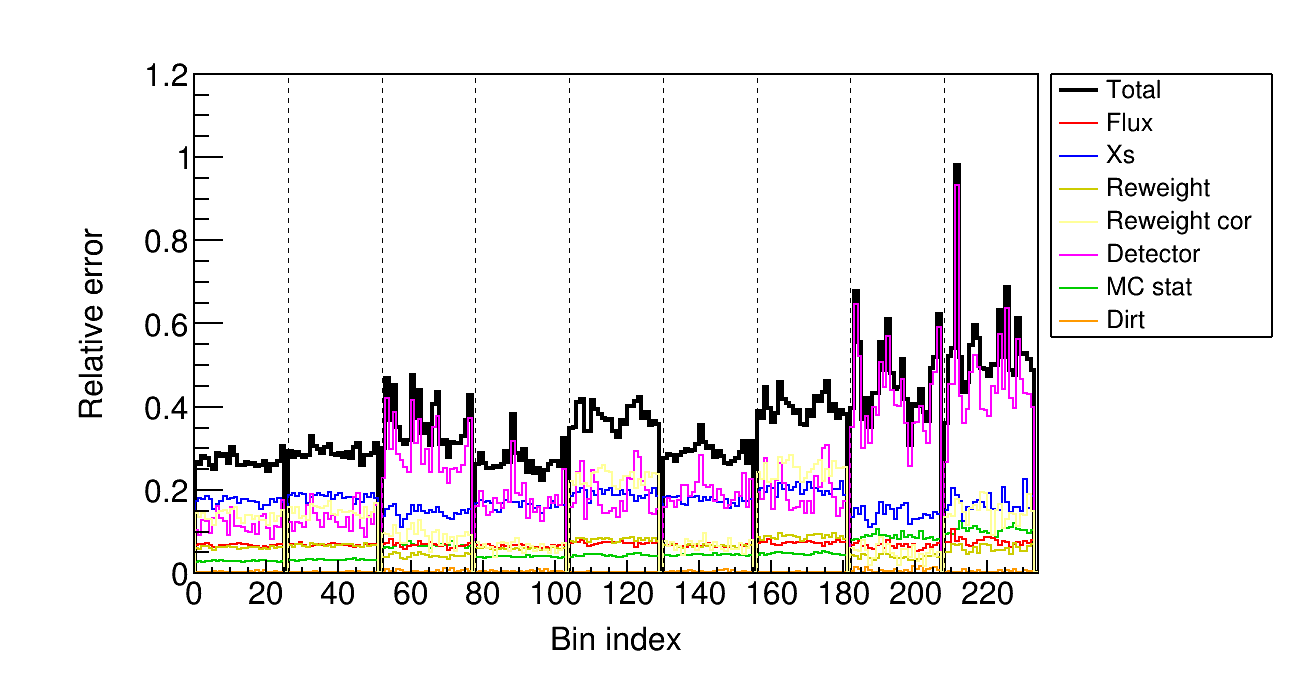 1.2
1
0.8
0.6
0.4
0.2
0
Relative error
0 20 40 60 80 100 120 140 160 180 200 220
Bin index
Total
Flux
Xs
Reweight
Reweight cor
Detector
MC stat
Dirt